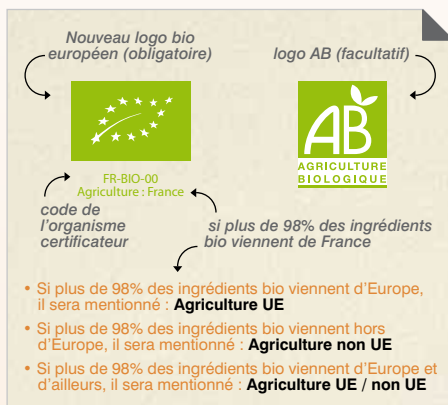 Nouveau logo bio
européen (obligatoire)
logo AB (facultatif)
AB
AGRICULTURE
BIOLOGIQUE
FR-BIO-00
Agriculture : France
code de
l'organisme
certificateur
si plus de 98% des ingrédients
bio viennent de France
• Si plus de 98% des ingrédients bio viennent d'Europe,
il sera mentionné : Agriculture UE
• Si plus de 98% des ingrédients bio viennent hors
d'Europe, il sera mentionné : Agriculture non UE
• Si plus de 98% des ingrédients bio viennent d'Europe et
d'ailleurs, il sera mentionné : Agriculture UE / non UE